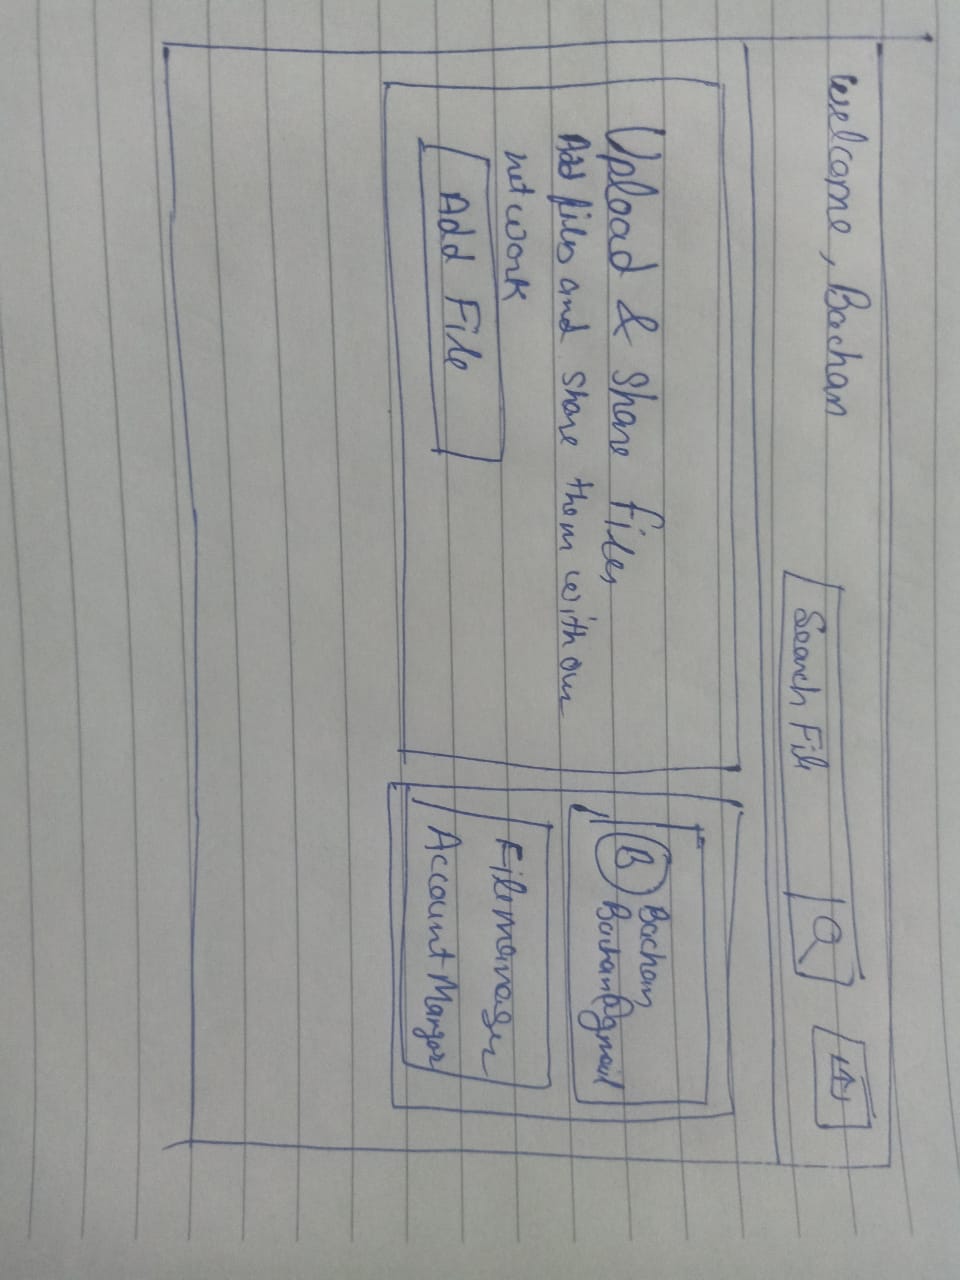 Welcome, Bachan
Search File
Upload & Share Files
Add files and share them with our
network
Add File
B
Bachan
Bachan@gmail
File manager
Account Manger